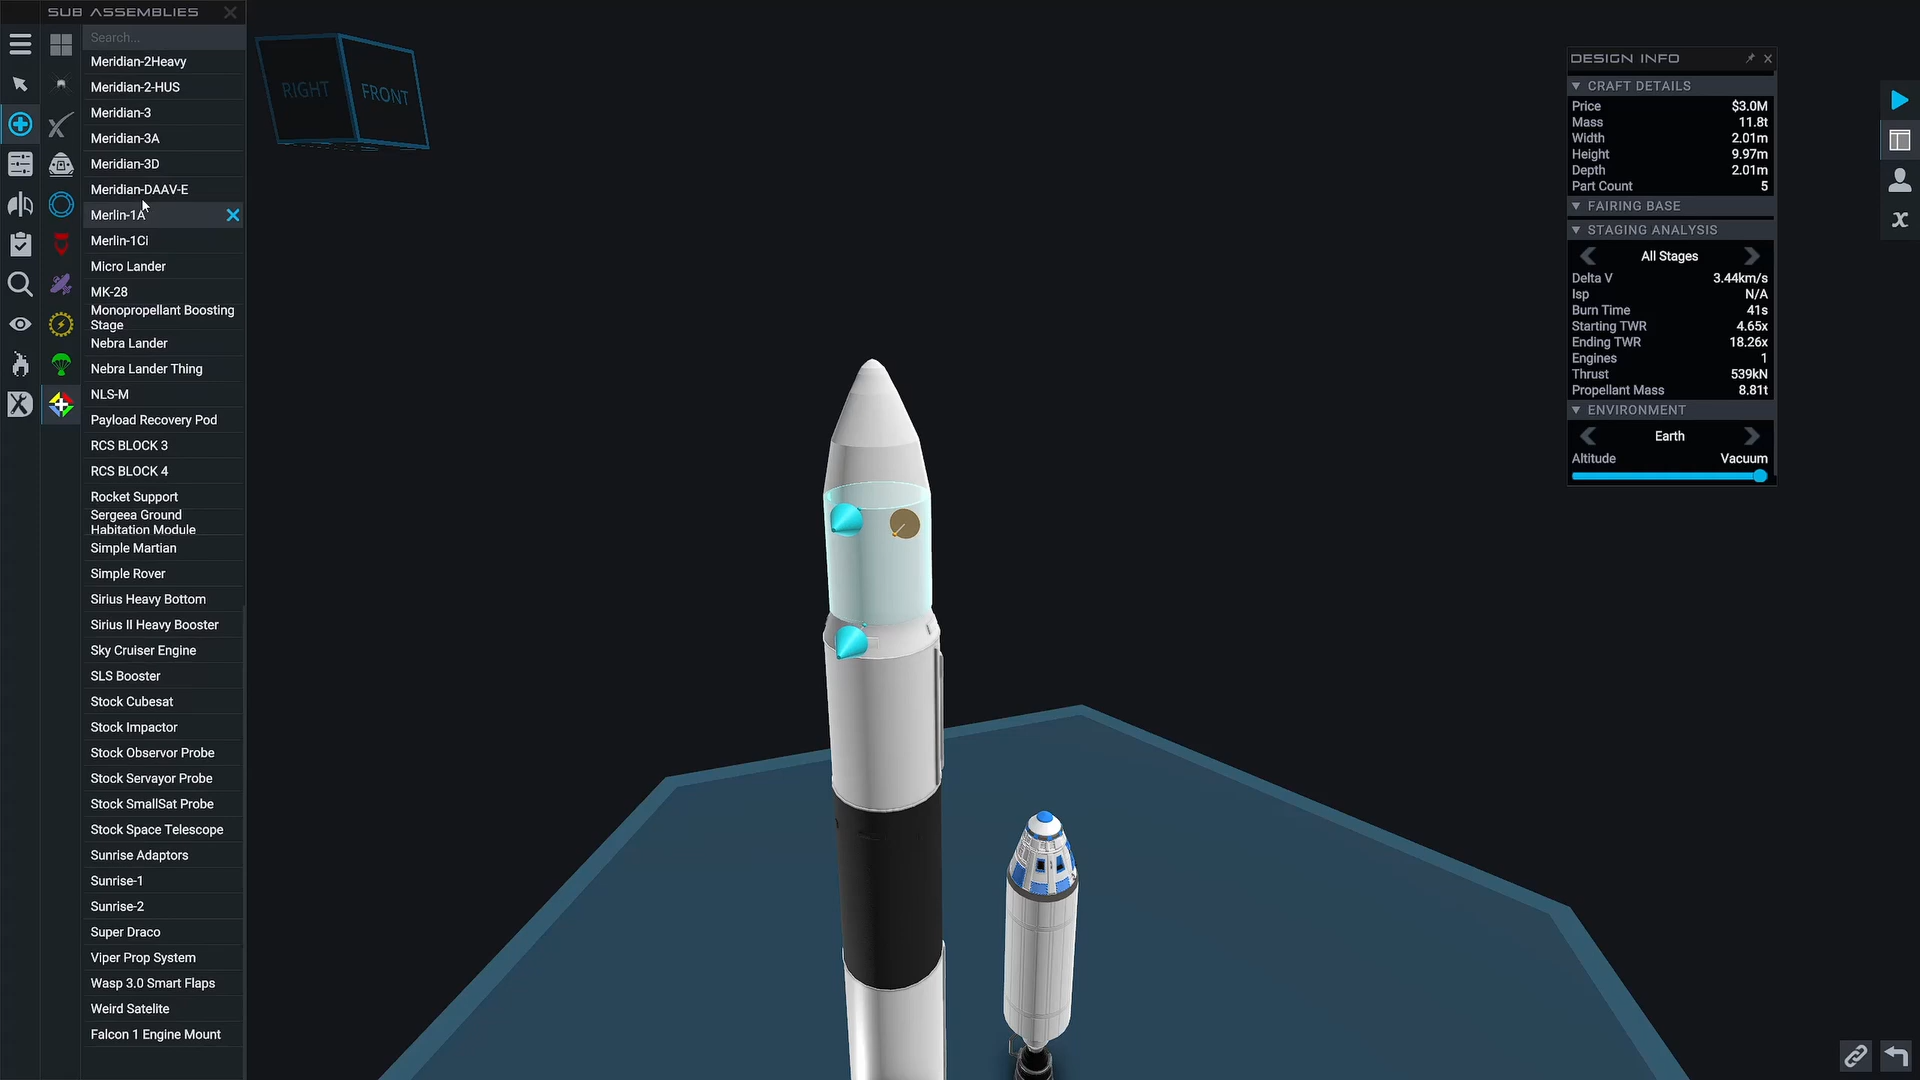 SUB ASSEMBLIES
Search...
Meridian-2Heavy
Meridian-2-HUS
Meridian-3
Meridian-3A
Meridian-3D
Meridian-DAAV-E
Merlin-1A
Merlin-1Ci
Micro Lander
MK-28
Monopropellant Boosting
Stage
Nebra Lander
Nebra Lander Thing
NLS-M
Payload Recovery Pod
RCS BLOCK 3
RCS BLOCK 4
Rocket Support
Sergeea Ground
Habitation Module
Simple Martian
Simple Rover
Sirius Heavy Bottom
Sirius II Heavy Booster
Sky Cruiser Engine
SLS Booster
Stock Cubesat
Stock Impactor
Stock Observor Probe
Stock Servayor Probe
Stock SmallSat Probe
Stock Space Telescope
Sunrise Adaptors
Sunrise-1
Sunrise-2
Super Draco
Viper Prop System
Wasp 3.0 Smart Flaps
Weird Satelite
Falcon 1 Engine Mount
RIGHT
FRONT
DESIGN INFO
CRAFT DETAILS
Price $3.0M
Mass 11.8t
Width 2.01m
Height 9.97m
Depth 2.01m
Part Count 5
FAIRING BASE
STAGING ANALYSIS
All Stages
Delta V 3.44km/s
Isp N/A
Burn Time 41s
Starting TWR 4.65x
Ending TWR 18.26x
Engines 1
Thrust 539kN
Propellant Mass 8.81t
ENVIRONMENT
Earth
Altitude Vacuum